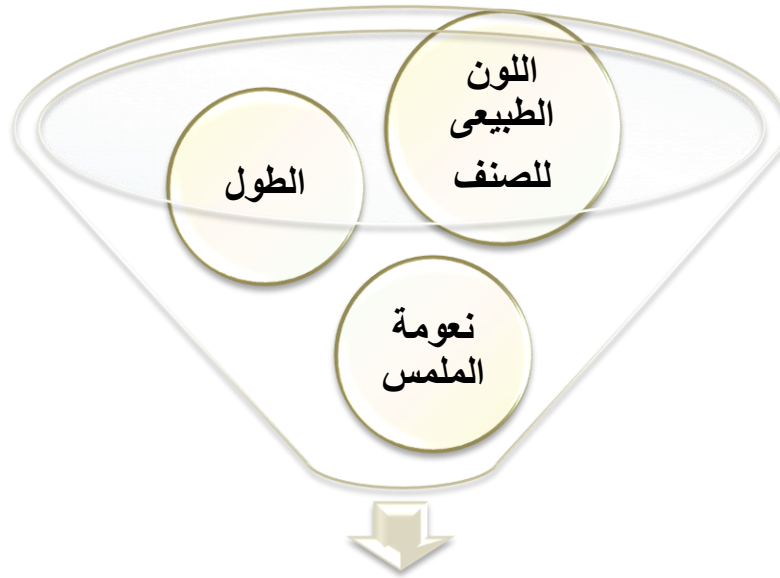 اللون
الطبيعى
للصنف
الطول
نعومة
الملمس